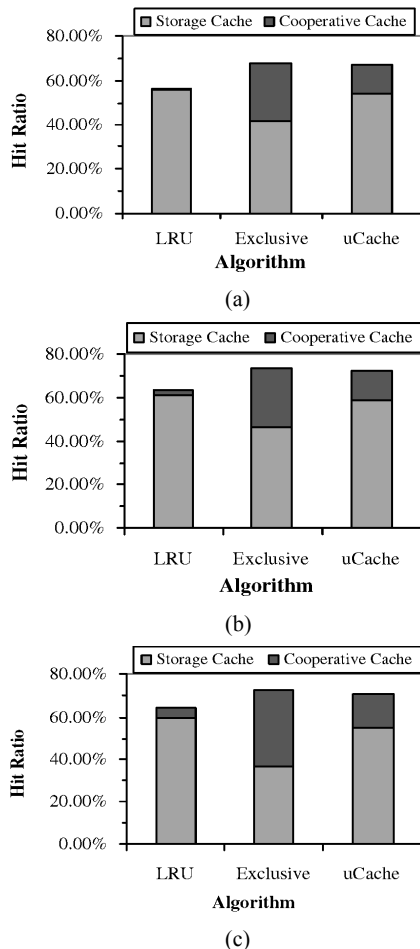 Storage Cache Cooperative Cache
80.00%
60.00%
40.00%
20.00%
0.00%
Hit Ratio
LRU Exclusive uCache
Algorithm
(a)
Storage Cache Cooperative Cache
80.00%
60.00%
40.00%
20.00%
0.00%
Hit Ratio
LRU Exclusive uCache
Algorithm
(b)
Storage Cache Cooperative Cache
80.00%
60.00%
40.00%
20.00%
0.00%
Hit Ratio
LRU Exclusive uCache
Algorithm
(c)